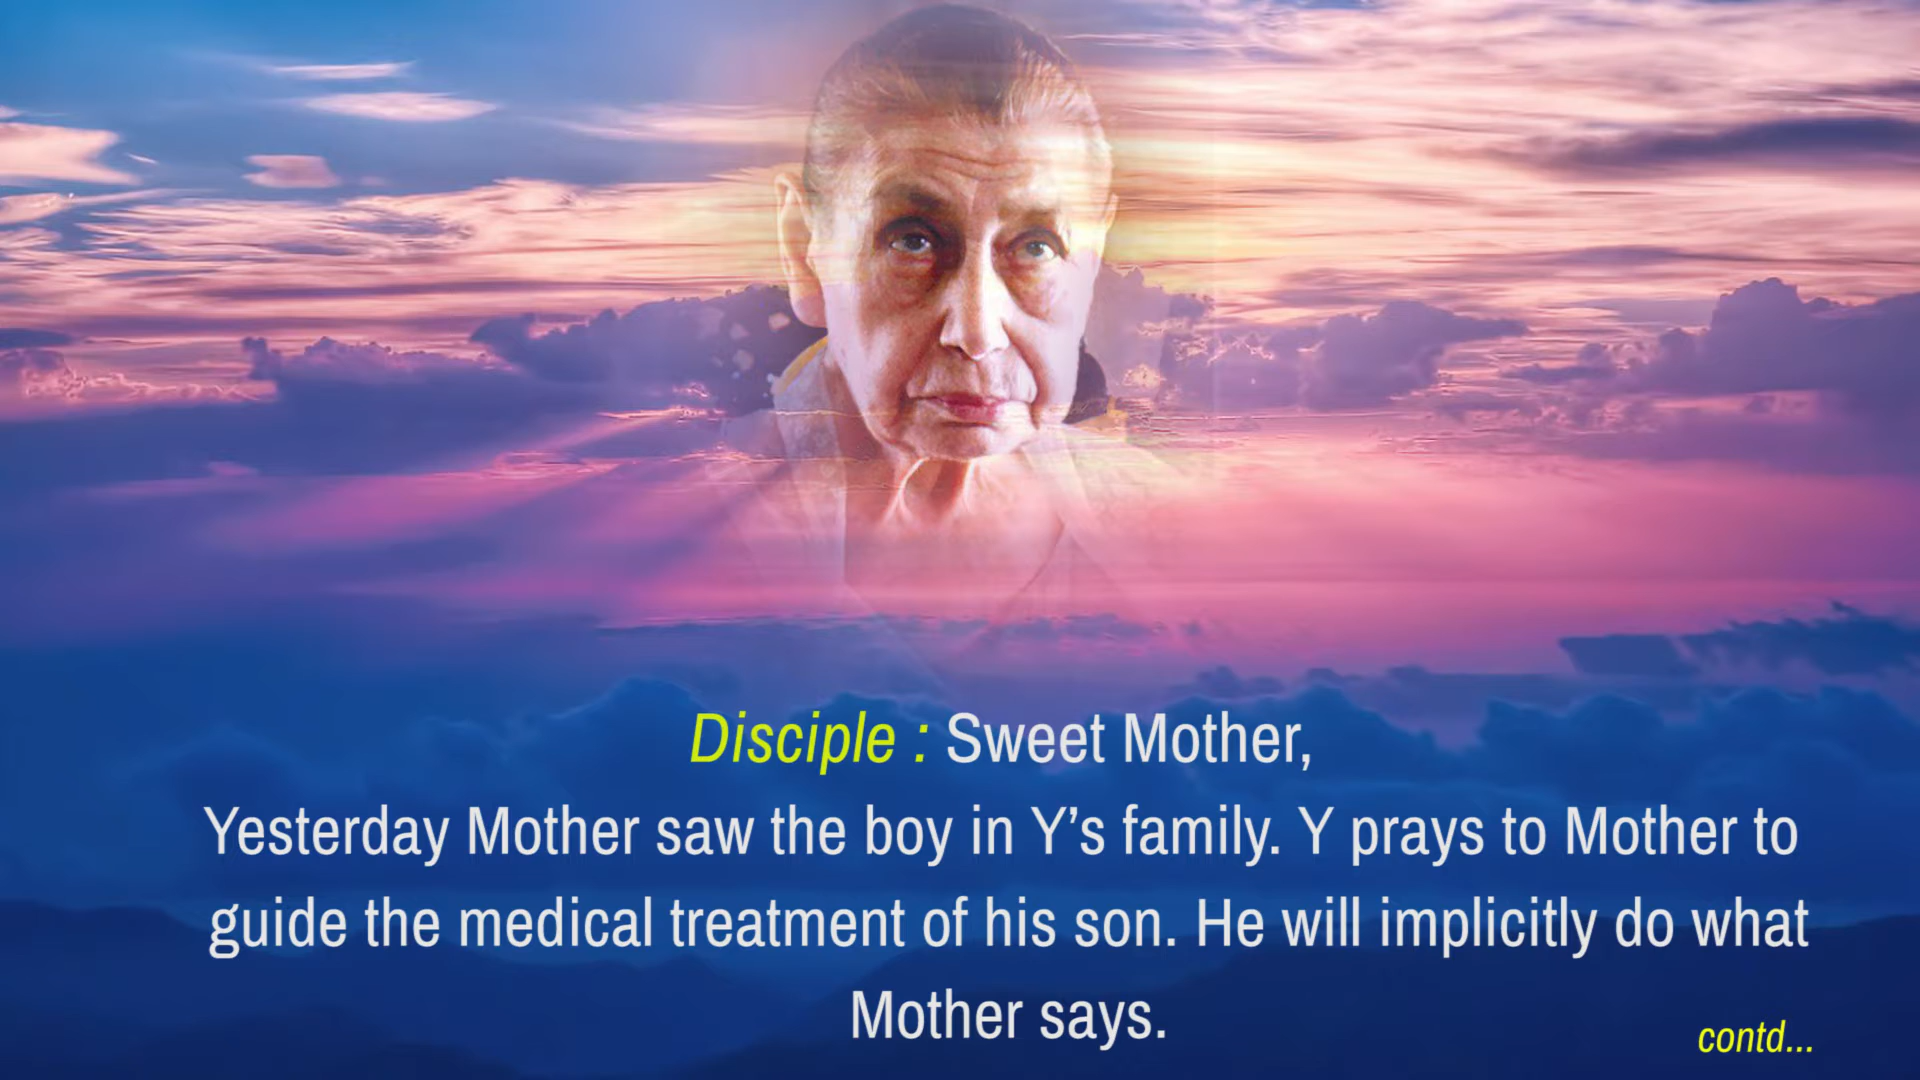 Disciple : Sweet Mother,
Yesterday Mother saw the boy in Y’s family. Y prays to Mother to
guide the medical treatment of his son. He will implicitly do what
Mother says.
contd...